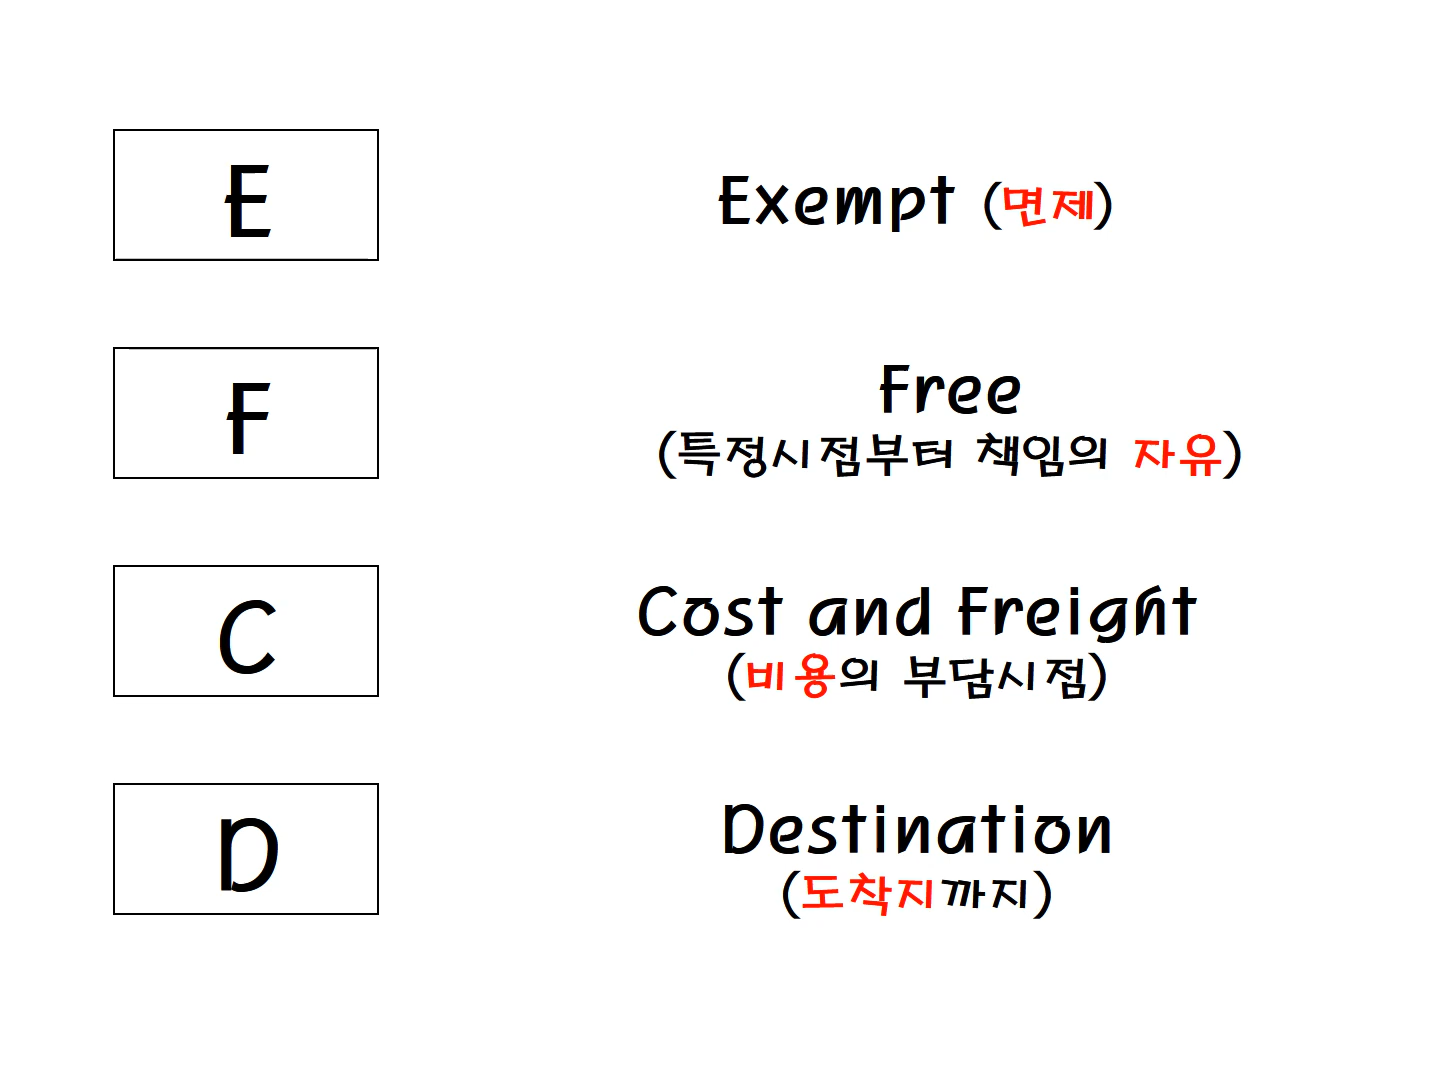 E
Exempt (면제)
F
Free
(특정시점부터 책임의 자유)
C
Cost and Freight
(비용의 부담시점)
D
Destination
(도착지까지)